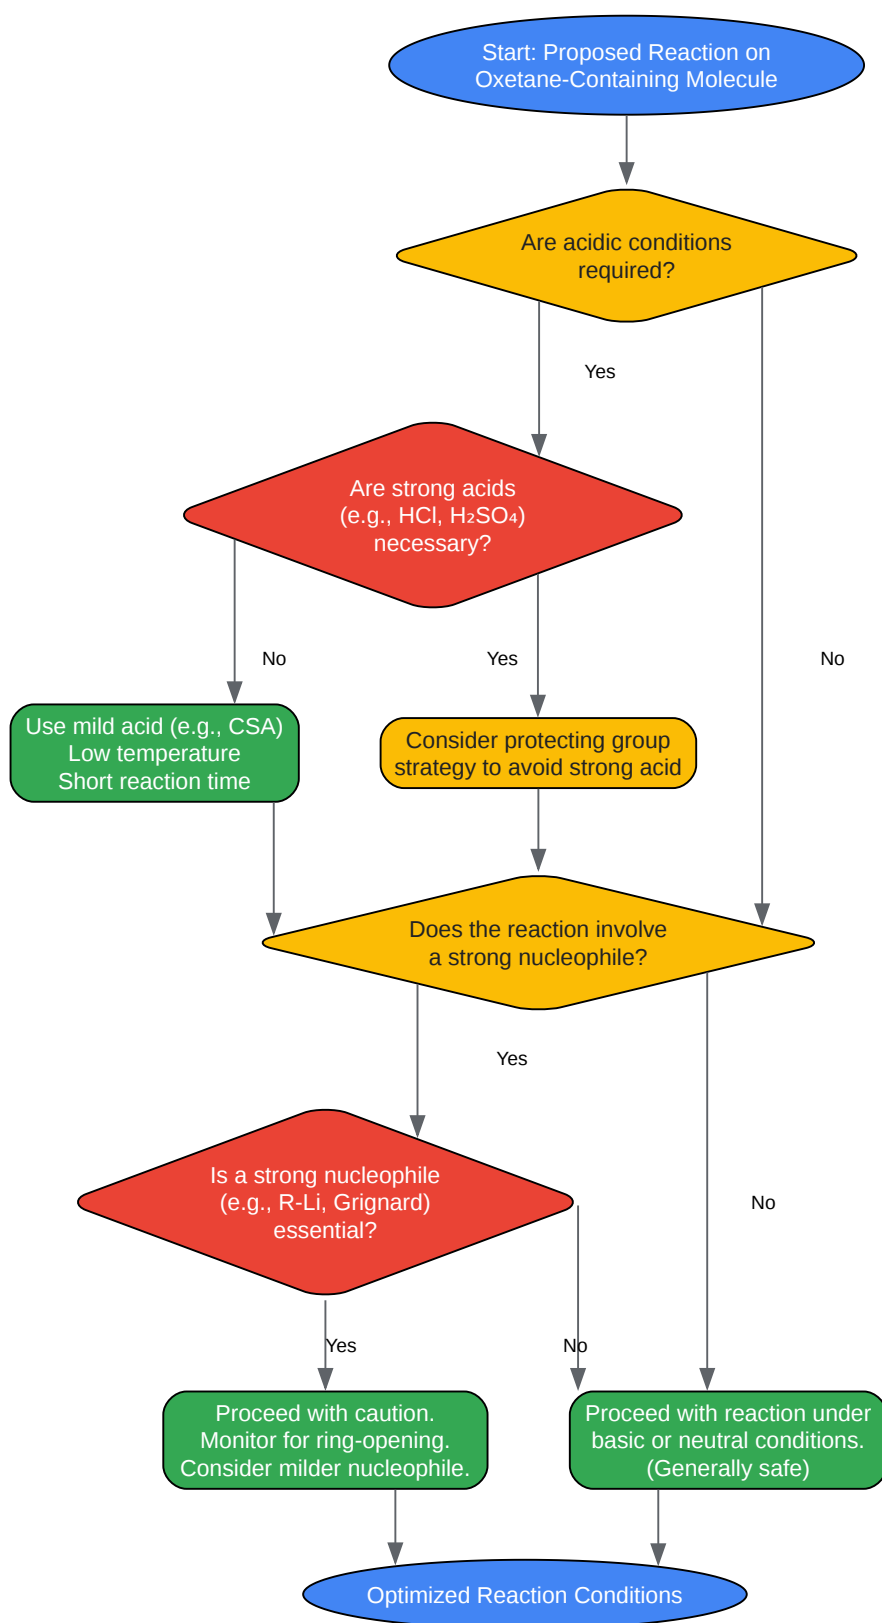 Start: Proposed Reaction on
Oxetane-Containing Molecule
Are acidic conditions
required?
Yes
Are strong acids
(e.g., HCl, H₂SO₄)
necessary?
No
Yes
No
Use mild acid (e.g., CSA)
Low temperature
Short reaction time
Consider protecting group
strategy to avoid strong acid
Does the reaction involve
a strong nucleophile?
Yes
Is a strong nucleophile
(e.g., R-Li, Grignard)
essential?
No
Yes
No
Proceed with caution.
Monitor for ring-opening.
Consider milder nucleophile.
Proceed with reaction under
basic or neutral conditions.
(Generally safe)
Optimized Reaction Conditions